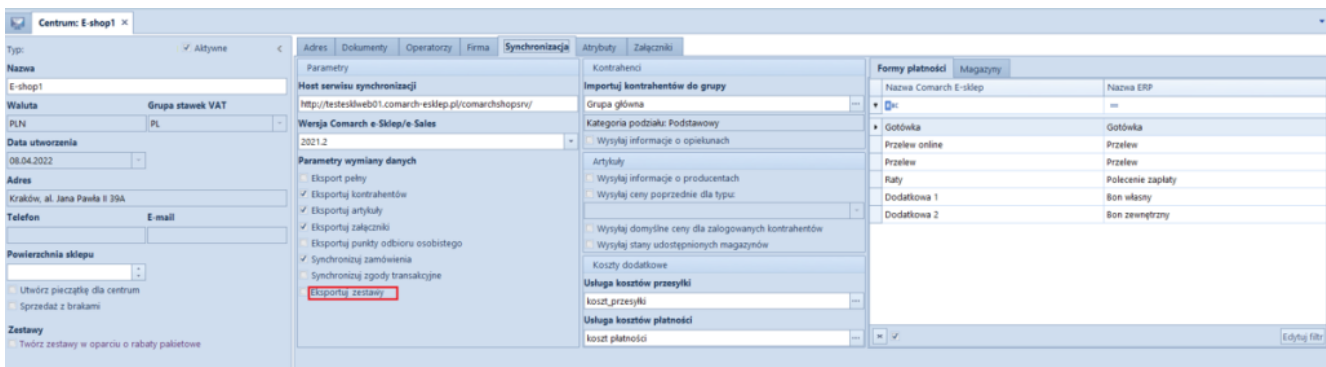 Centrum: E-shop1 ×
Typ:
Aktywne
Nazwa
E-shop1
Waluta
Grupa stawek VAT
PLN
PL
Data utworzenia
08.04.2022
Adres
Kraków, al. Jana Pawła II 39A
Telefon
E-mail
Powierzchnia sklepu
Utwórz pieczątkę dla centrum
Sprzedaż z brakami
Zestawy
Twórz zestawy w oparciu o rabaty pakietowe
Adres Dokumenty Operatorzy Firma Synchronizacja Atrybuty Załączniki
Parametry
Host serwisu synchronizacji
http://testesklweb01.comarch-esklep.pl/comarchshopsrv/
Wersja Comarch e-Sklep/e-Sales
2021.2
Parametry wymiany danych
Eksport pełny
Eksportuj kontrahentów
Eksportuj artykuły
Eksportuj załączniki
Eksportuj punkty odbioru osobistego
Synchronizuj zamówienia
Synchronizuj zgody transakcyjne
Eksportuj zestawy
Kontrahenci
Importuj kontrahentów do grupy
Grupa główna
Kategoria podziału: Podstawowy
Wysyłaj informacje o opiekunach
Artykuły
Wysyłaj informacje o producentach
Wysyłaj ceny poprzednie dla typu:
Wysyłaj domyślne ceny dla zalogowanych kontrahentów
Wysyłaj stany udostępnionych magazynów
Koszty dodatkowe
Usługa kosztów przesyłki
koszt_przesyłki
Usługa kosztów płatności
koszt płatności
Formy płatności Magazyny
Nazwa Comarch E-sklep Nazwa ERP
Gotówka Gotówka
Przelew online Przelew
Przelew Przelew
Raty Polecenie zapłaty
Dodatkowa 1 Bon własny
Dodatkowa 2 Bon zewnętrzny
Edytuj filtr